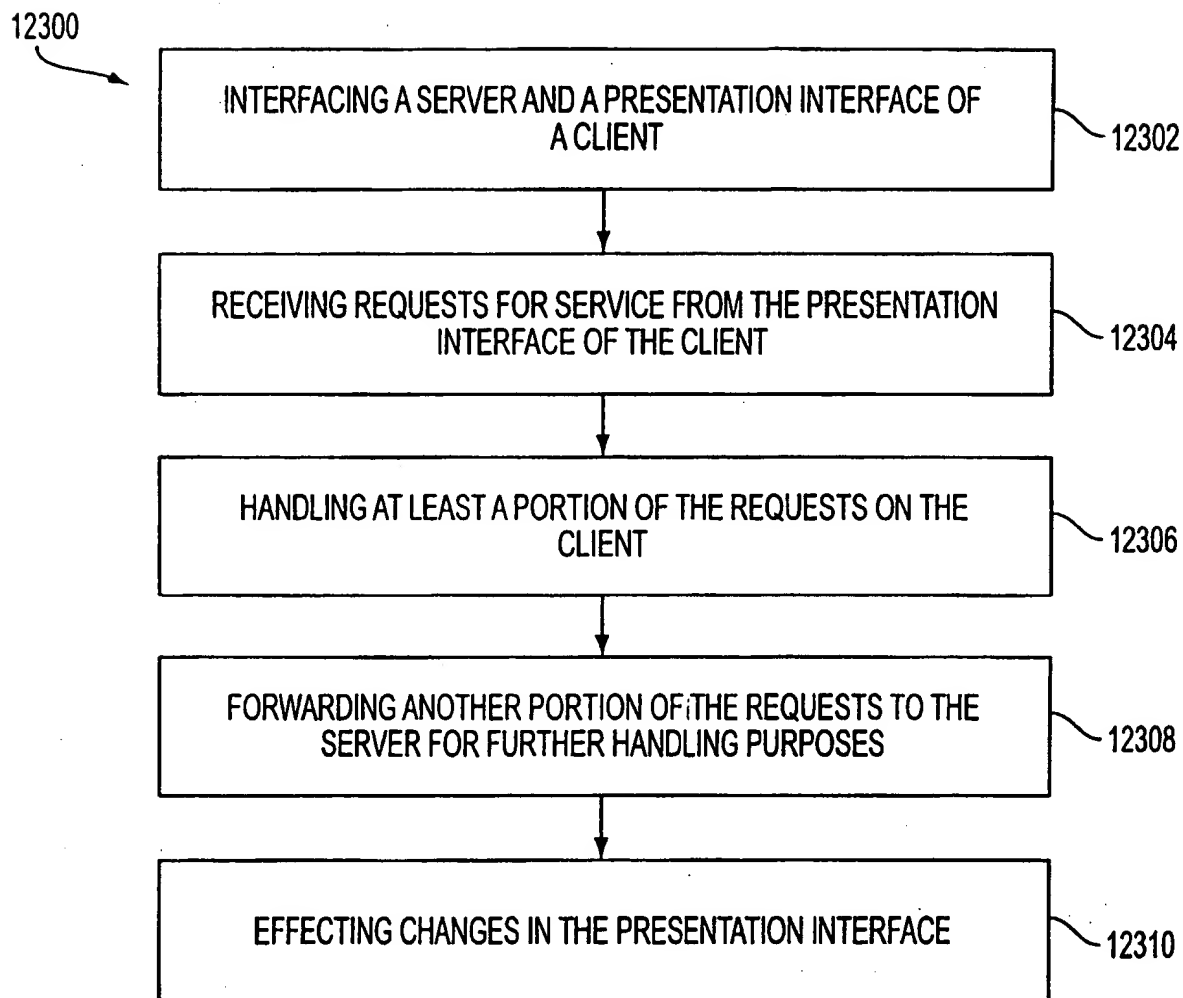 12300
INTERFACING A SERVER AND A PRESENTATION INTERFACE OF
A CLIENT
12302
RECEIVING REQUESTS FOR SERVICE FROM THE PRESENTATION
INTERFACE OF THE CLIENT
12304
HANDLING AT LEAST A PORTION OF THE REQUESTS ON THE
CLIENT
12306
FORWARDING ANOTHER PORTION OF THE REQUESTS TO THE
SERVER FOR FURTHER HANDLING PURPOSES
12308
EFFECTING CHANGES IN THE PRESENTATION INTERFACE
12310